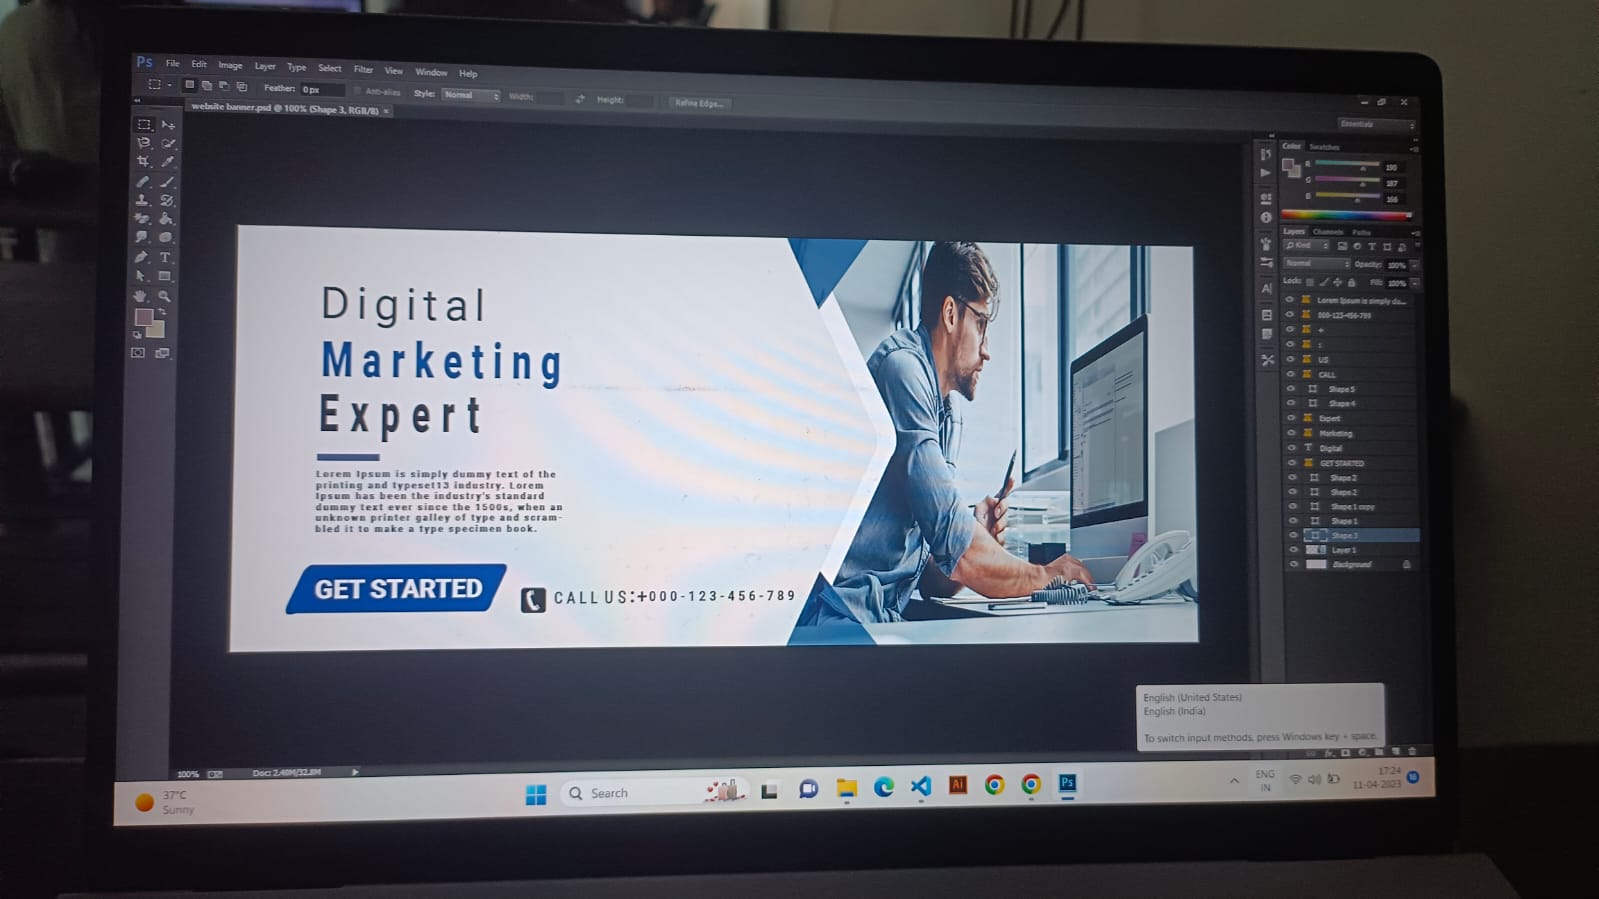 Ps File Edit Image Layer Type Select Filter View Window Help
Feather: 0 px Anti-alias Style: Normal Width: Height: Refine Edge...
Essentials
website banner.psd @ 100% (Shape 3, RGB/8) ×
Color Swatches
R 190
G 187
B 166
Layers Channels Paths
Kind
Normal Opacity: 100%
Lock: Fill: 100%
Lorem Ipsum is simply du...
000-123-456-789
+
:
US
CALL
Shape 5
Shape 4
Expert
Marketing
Digital
GET STARTED
Shape 2
Shape 2
Shape 1 copy
Shape 1
Shape 3
Layer 1
Background
Digital
Marketing
Expert
Lorem Ipsum is simply dummy text of the
printing and typeset13 industry. Lorem
Ipsum has been the industry's standard
dummy text ever since the 1500s, when an
unknown printer galley of type and scram-
bled it to make a type specimen book.
GET STARTED
CALL US:+000-123-456-789
English (United States)
English (India)
To switch input methods, press Windows key + space.
100% Doc: 2.40M/32.8M
37°C
Sunny
Search
Ai
Ps
ENG
IN
17:24
11-04-2023
16